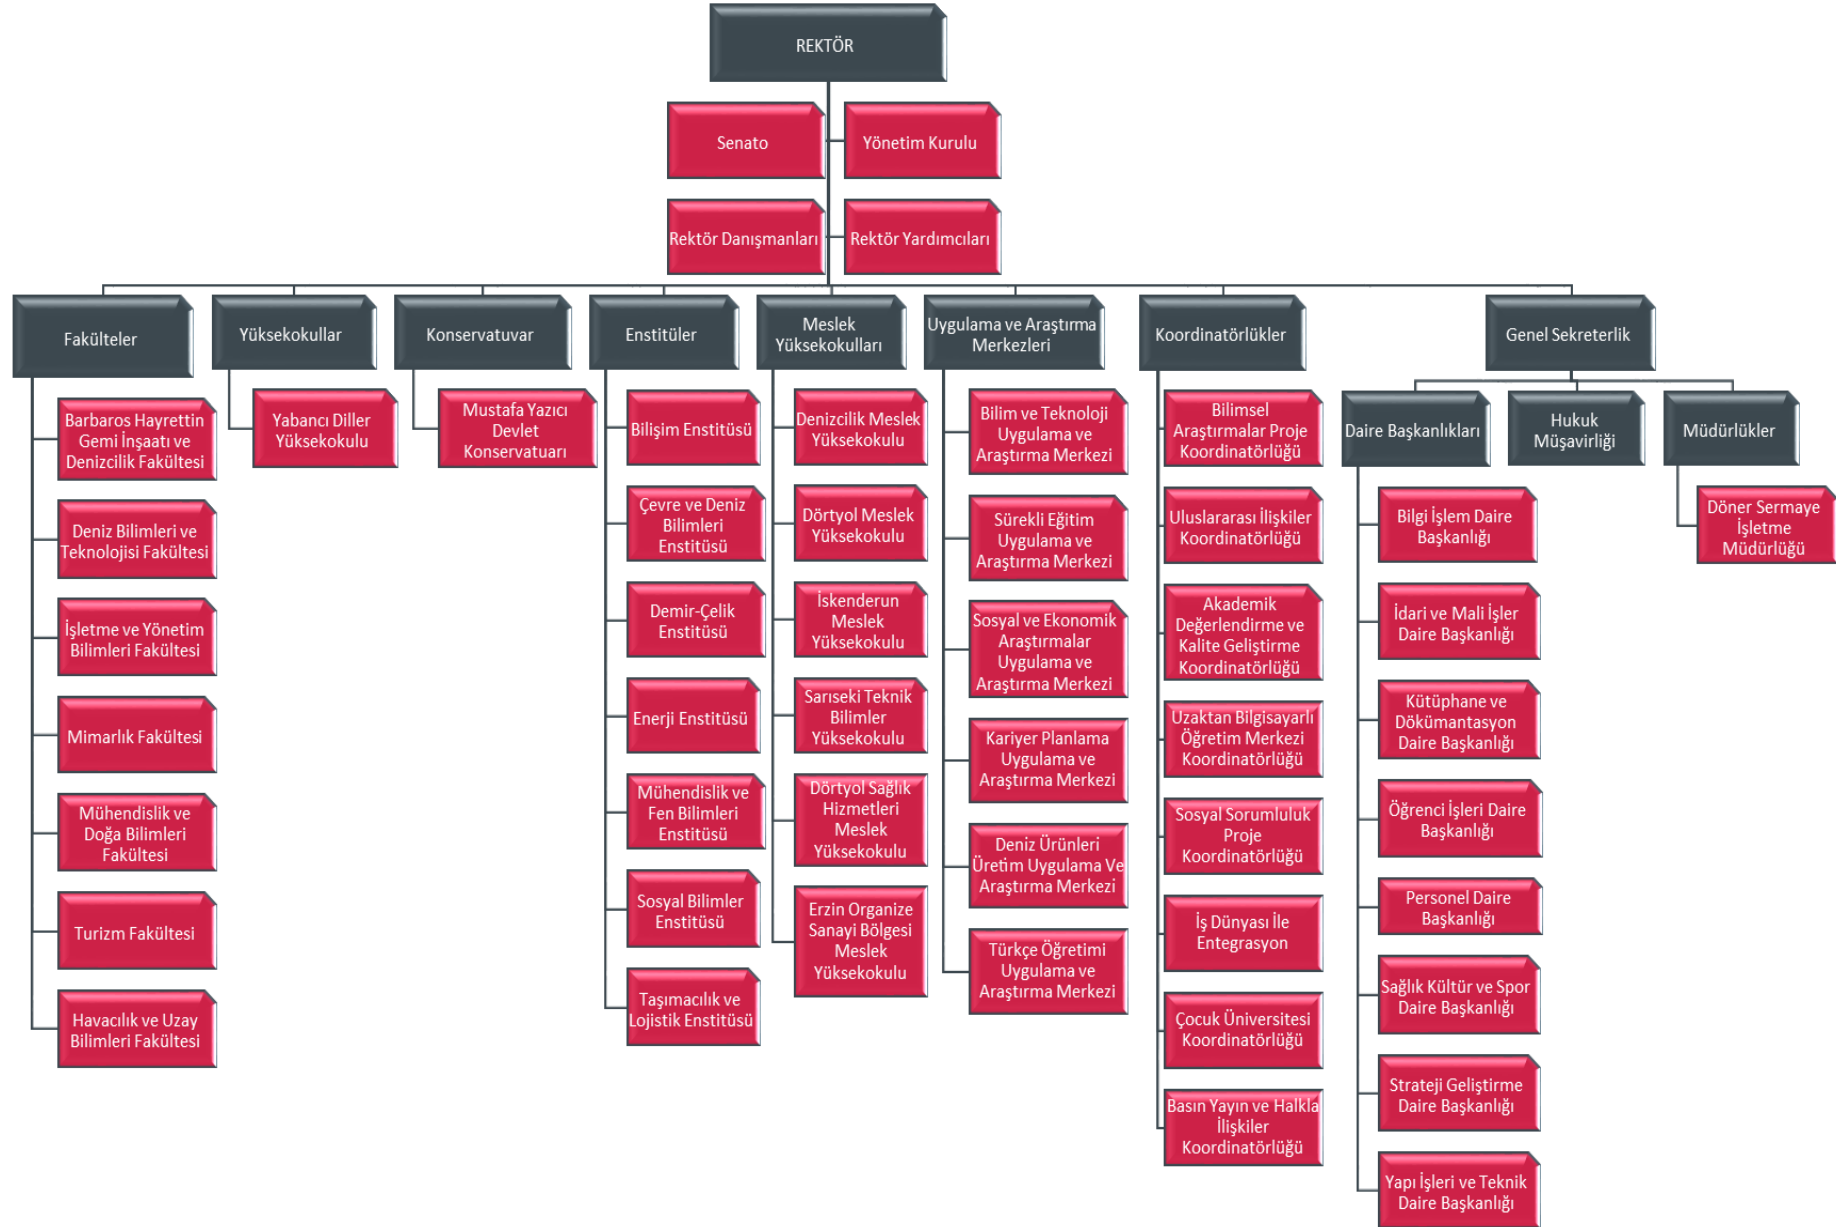 REKTÖR
Senato
Yönetim Kurulu
Rektör Danışmanları
Rektör Yardımcıları
Fakülteler
Barbaros Hayrettin
Gemi İnşaatı ve
Denizcilik Fakültesi
Deniz Bilimleri ve
Teknolojisi Fakültesi
İşletme ve Yönetim
Bilimleri Fakültesi
Mimarlık Fakültesi
Mühendislik ve
Doğa Bilimleri
Fakültesi
Turizm Fakültesi
Havacılık ve Uzay
Bilimleri Fakültesi
Yüksekokullar
Yabancı Diller
Yüksekokulu
Konservatuvar
Mustafa Yazıcı
Devlet
Konservatuarı
Enstitüler
Bilişim Enstitüsü
Çevre ve Deniz
Bilimleri
Enstitüsü
Demir-Çelik
Enstitüsü
Enerji Enstitüsü
Mühendislik ve
Fen Bilimleri
Enstitüsü
Sosyal Bilimler
Enstitüsü
Taşımacılık ve
Lojistik Enstitüsü
Meslek
Yüksekokulları
Denizcilik Meslek
Yüksekokulu
Dörtyol Meslek
Yüksekokulu
İskenderun
Meslek
Yüksekokulu
Sarıseki Teknik
Bilimler
Yüksekokulu
Dörtyol Sağlık
Hizmetleri
Meslek
Yüksekokulu
Erzin Organize
Sanayi Bölgesi
Meslek
Yüksekokulu
Uygulama ve Araştırma
Merkezleri
Bilim ve Teknoloji
Uygulama ve
Araştırma Merkezi
Sürekli Eğitim
Uygulama ve
Araştırma Merkezi
Sosyal ve Ekonomik
Araştırmalar
Uygulama ve
Araştırma Merkezi
Kariyer Planlama
Uygulama ve
Araştırma Merkezi
Deniz Ürünleri
Üretim Uygulama Ve
Araştırma Merkezi
Türkçe Öğretimi
Uygulama ve
Araştırma Merkezi
Koordinatörlükler
Bilimsel
Araştırmalar Proje
Koordinatörlüğü
Uluslararası İlişkiler
Koordinatörlüğü
Akademik
Değerlendirme ve
Kalite Geliştirme
Koordinatörlüğü
Uzaktan Bilgisayarlı
Öğretim Merkezi
Koordinatörlüğü
Sosyal Sorumluluk
Proje
Koordinatörlüğü
İş Dünyası İle
Entegrasyon
Çocuk Üniversitesi
Koordinatörlüğü
Basın Yayın ve Halkla
İlişkiler
Koordinatörlüğü
Genel Sekreterlik
Daire Başkanlıkları
Bilgi İşlem Daire
Başkanlığı
İdari ve Mali İşler
Daire Başkanlığı
Kütüphane ve
Dökümantasyon
Daire Başkanlığı
Öğrenci İşleri Daire
Başkanlığı
Personel Daire
Başkanlığı
Sağlık Kültür ve Spor
Daire Başkanlığı
Strateji Geliştirme
Daire Başkanlığı
Yapı İşleri ve Teknik
Daire Başkanlığı
Hukuk
Müşavirliği
Müdürlükler
Döner Sermaye
İşletme
Müdürlüğü